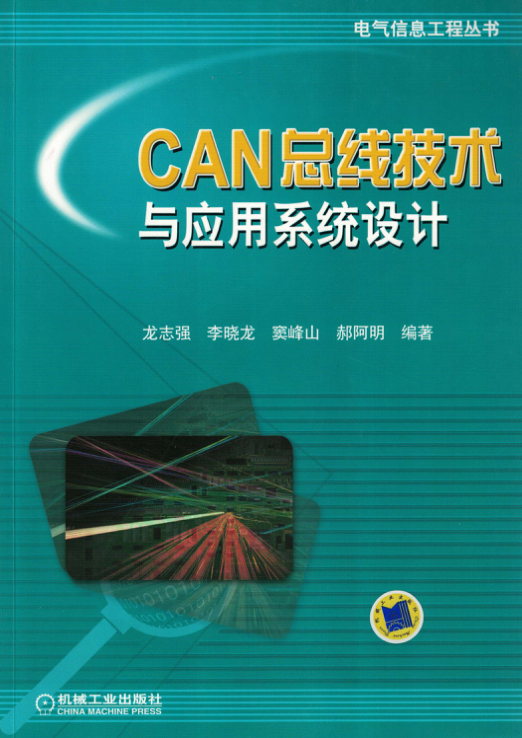 电气信息工程丛书
CAN总线技术
与应用系统设计
龙志强 李晓龙 窦峰山 郝阿明 编著
机械工业出版社
CHINA MACHINE PRESS